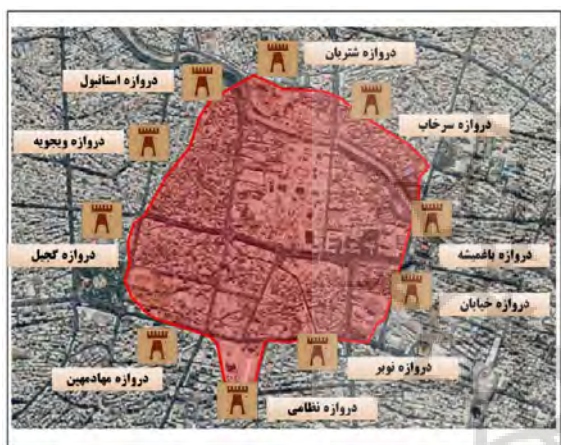 دروازه شتربان
دروازه استانبول
دروازه سرخاب
دروازه ویجویه
دروازه گجیل
دروازه باغمیشه
دروازه خیابان
دروازه نوبر
دروازه مهادمهین
دروازه نظامی